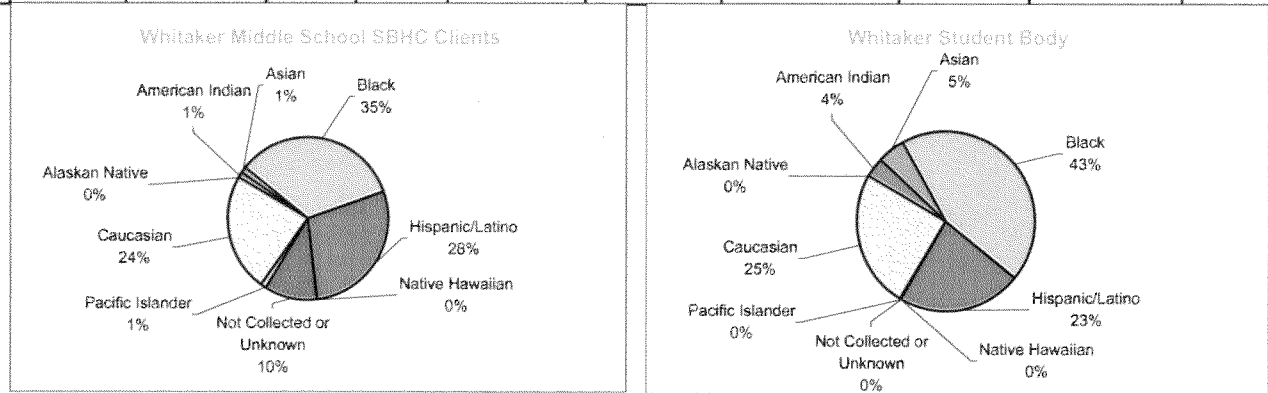 Whitaker Middle School SBHC Clients
Asian
1%
American Indian
1%
Black
35%
Alaskan Native
0%
Caucasian
24%
Hispanic/Latino
28%
Pacific Islander
1%
Native Hawaiian
0%
Not Collected or
Unknown
10%
Whitaker Student Body
Asian
5%
American Indian
4%
Black
43%
Alaskan Native
0%
Caucasian
25%
Pacific Islander
0%
Hispanic/Latino
23%
Not Collected or
Unknown
0%
Native Hawaiian
0%